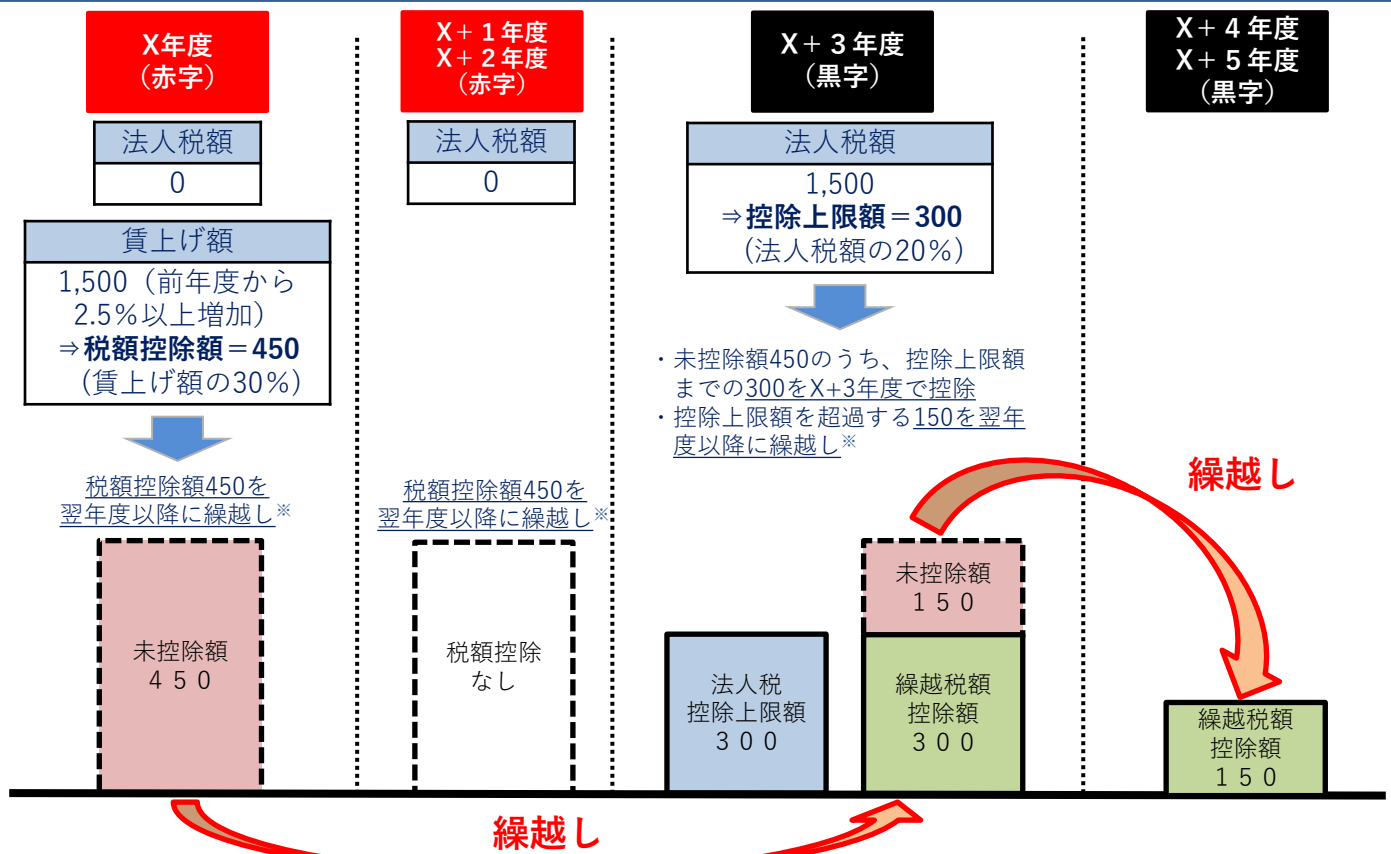 X年度
(赤字)
法人税額
0
賃上げ額
1,500（前年度から
2.5％以上増加）
⇒税額控除額＝450
（賃上げ額の30％）
税額控除額450を
翌年度以降に繰越し※
未控除額
４５０
X＋１年度
X＋２年度
(赤字)
法人税額
0
税額控除額450を
翌年度以降に繰越し※
税額控除
なし
X＋３年度
（黒字）
法人税額
1,500
⇒控除上限額＝300
（法人税額の20％）
・未控除額450のうち、控除上限額
までの300をX+3年度で控除
・控除上限額を超過する150を翌年
度以降に繰越し※
法人税
控除上限額
３００
未控除額
１５０
繰越税額
控除額
３００
X＋４年度
X＋５年度
（黒字）
繰越し
繰越税額
控除額
１５０
繰越し